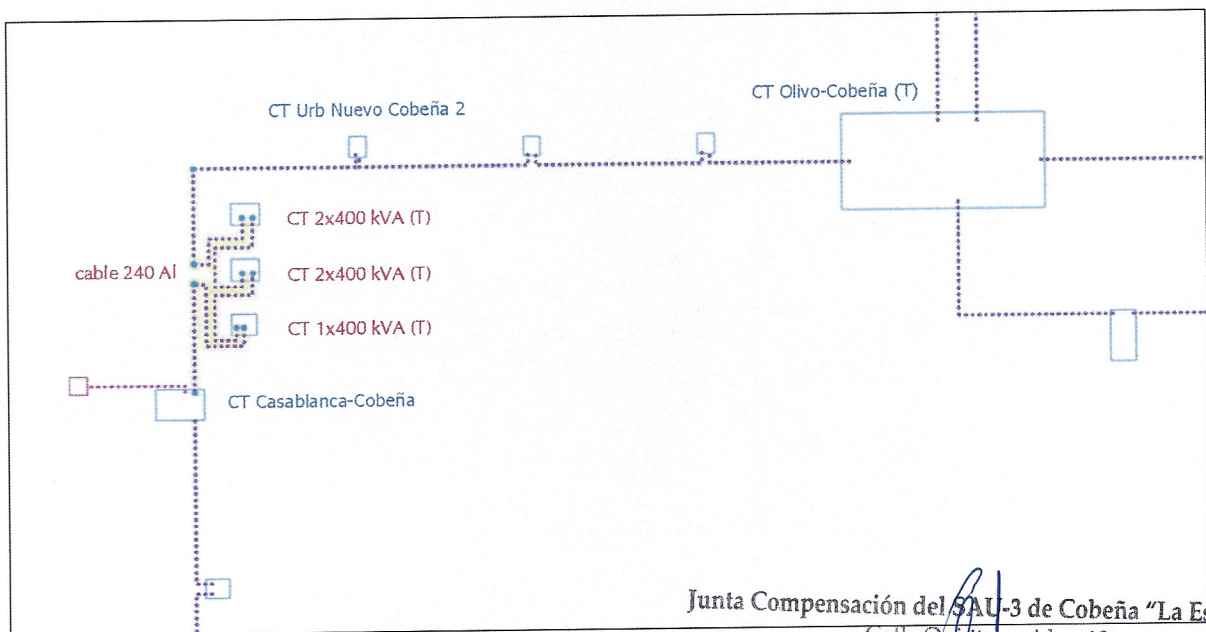 CT Olivo-Cobeña (T)
CT Urb Nuevo Cobeña 2
CT 2x400 kVA (T)
cable 240 Al
CT 2x400 kVA (T)
CT 1x400 kVA (T)
CT Casablanca-Cobeña
Junta Compensación del SAU-3 de Cobeña "La Es